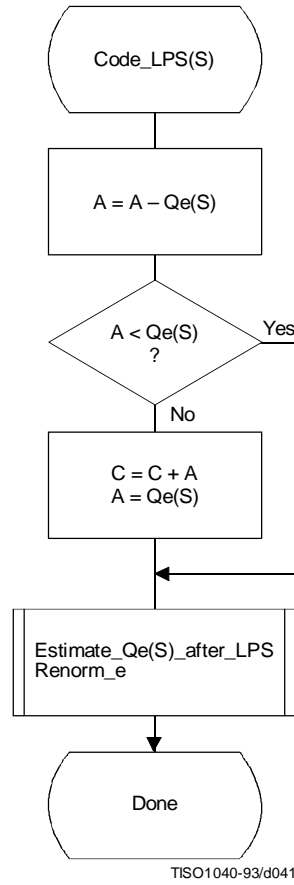 Code_LPS(S)
A = A – Qe(S)
A < Qe(S)
?
Yes
No
C = C + A
A = Qe(S)
Estimate_Qe(S)_after_LPS
Renorm_e
Done
TISO1040-93/d041